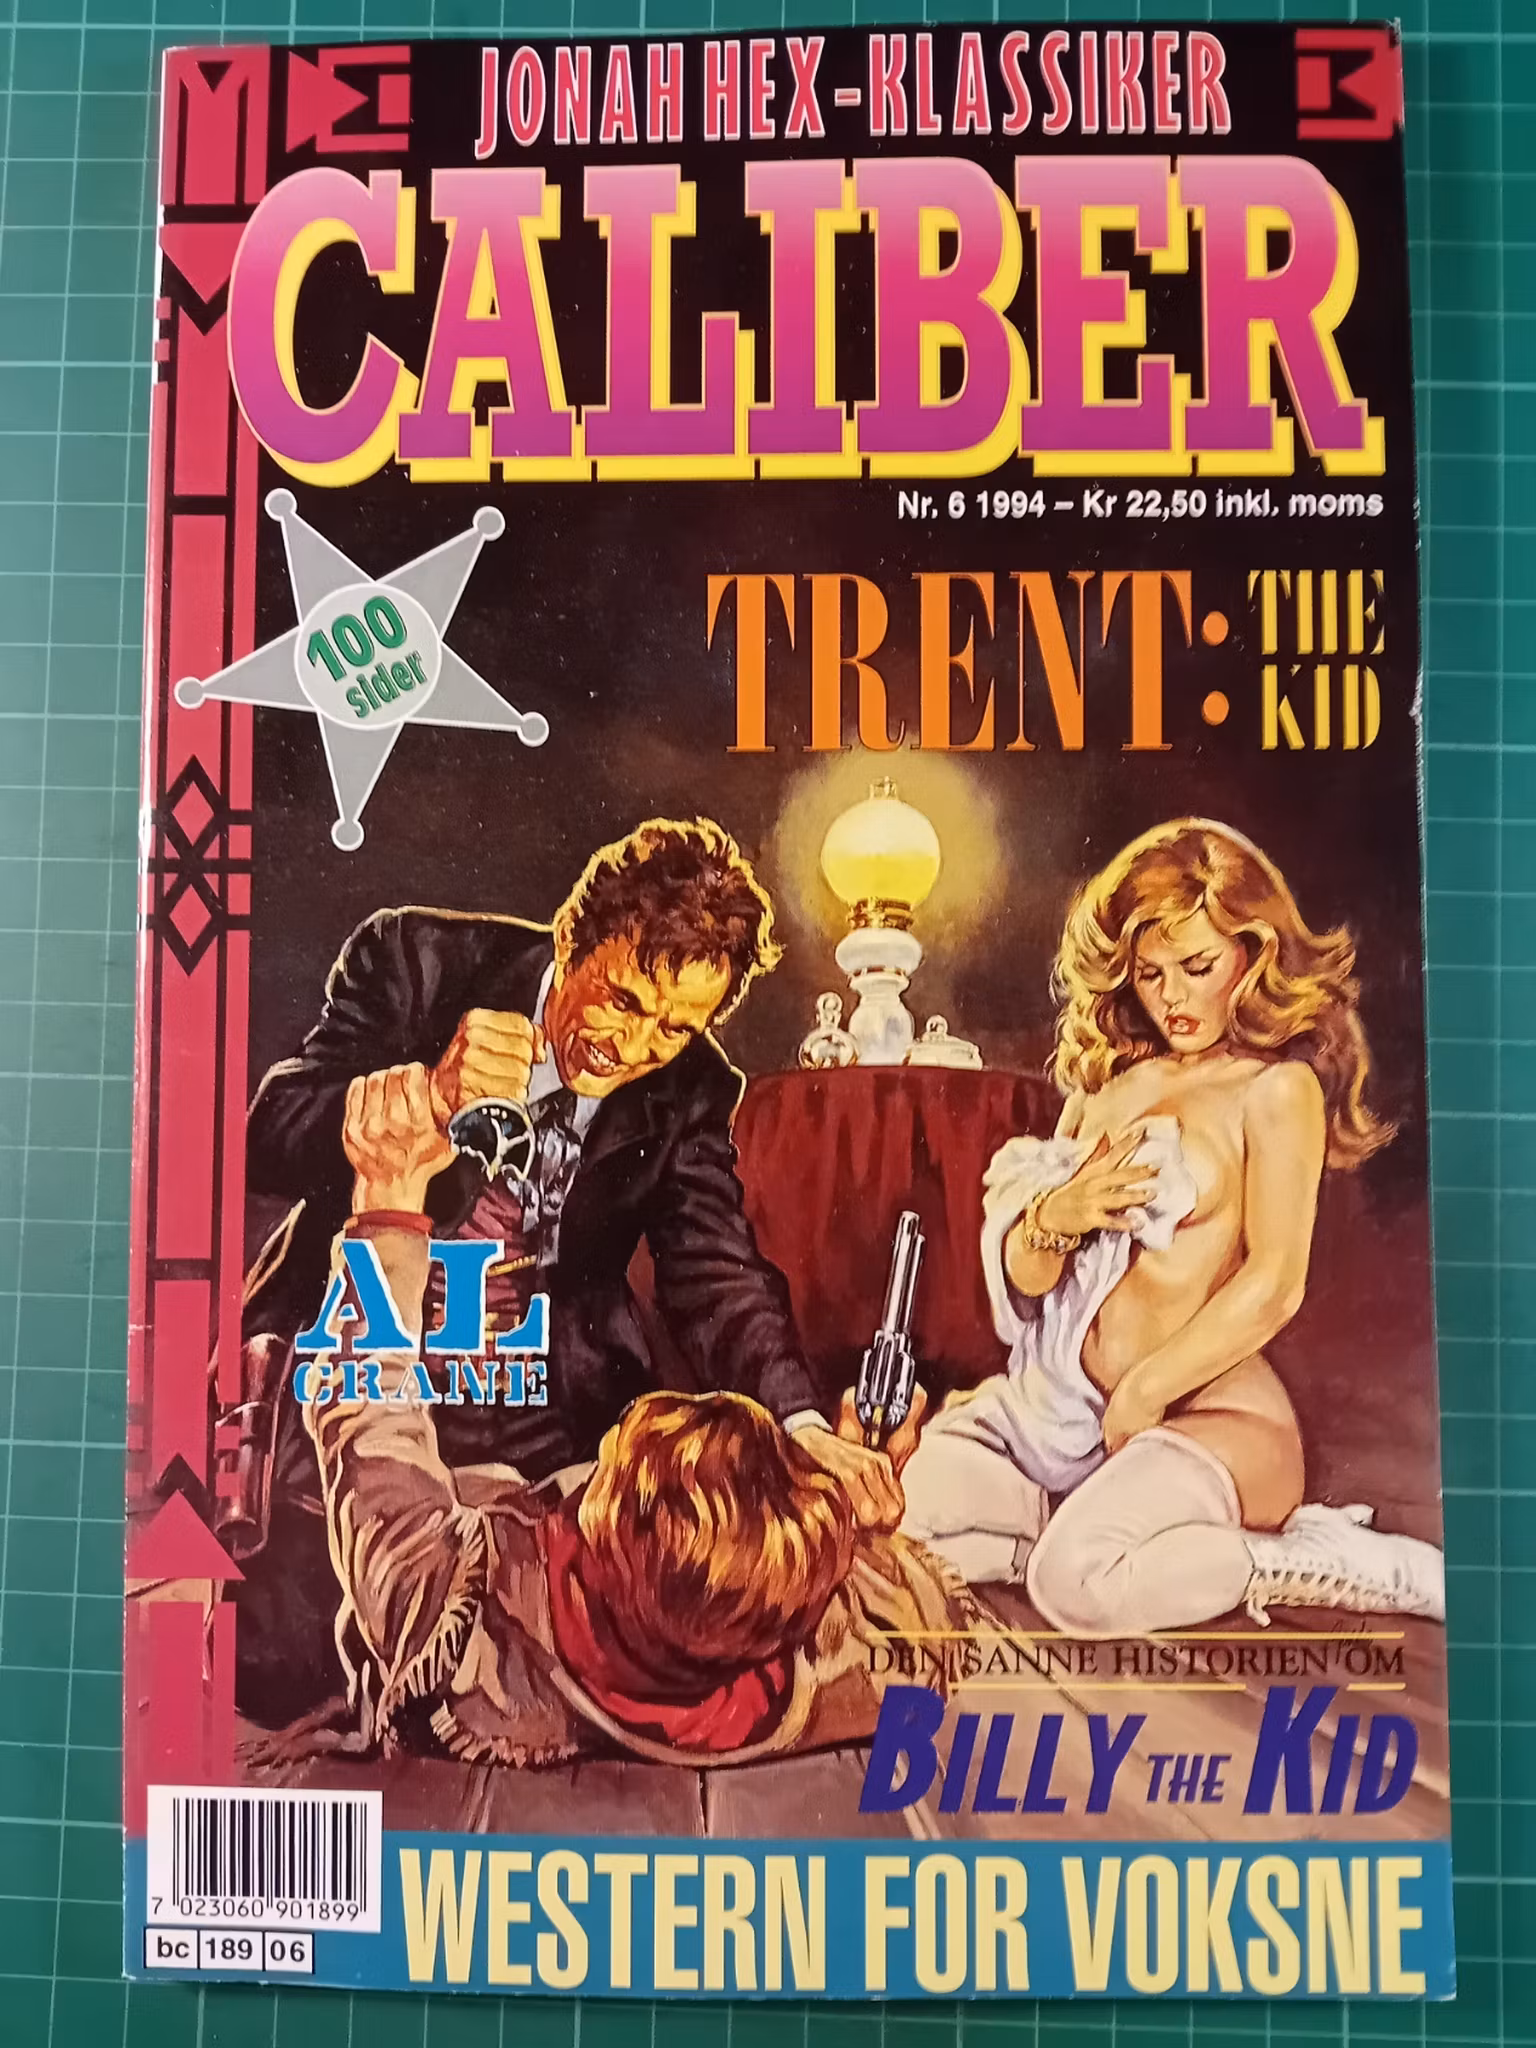 JONAH HEX-KLASSIKER
CALIBER
Nr. 6 1994 – Kr 22,50 inkl. moms
100
sider
TRENT: THE
KID
AL
CRANE
DEN SANNE HISTORIEN OM
BILLY THE KID
7 023060 901899
bc 189 06
WESTERN FOR VOKSNE